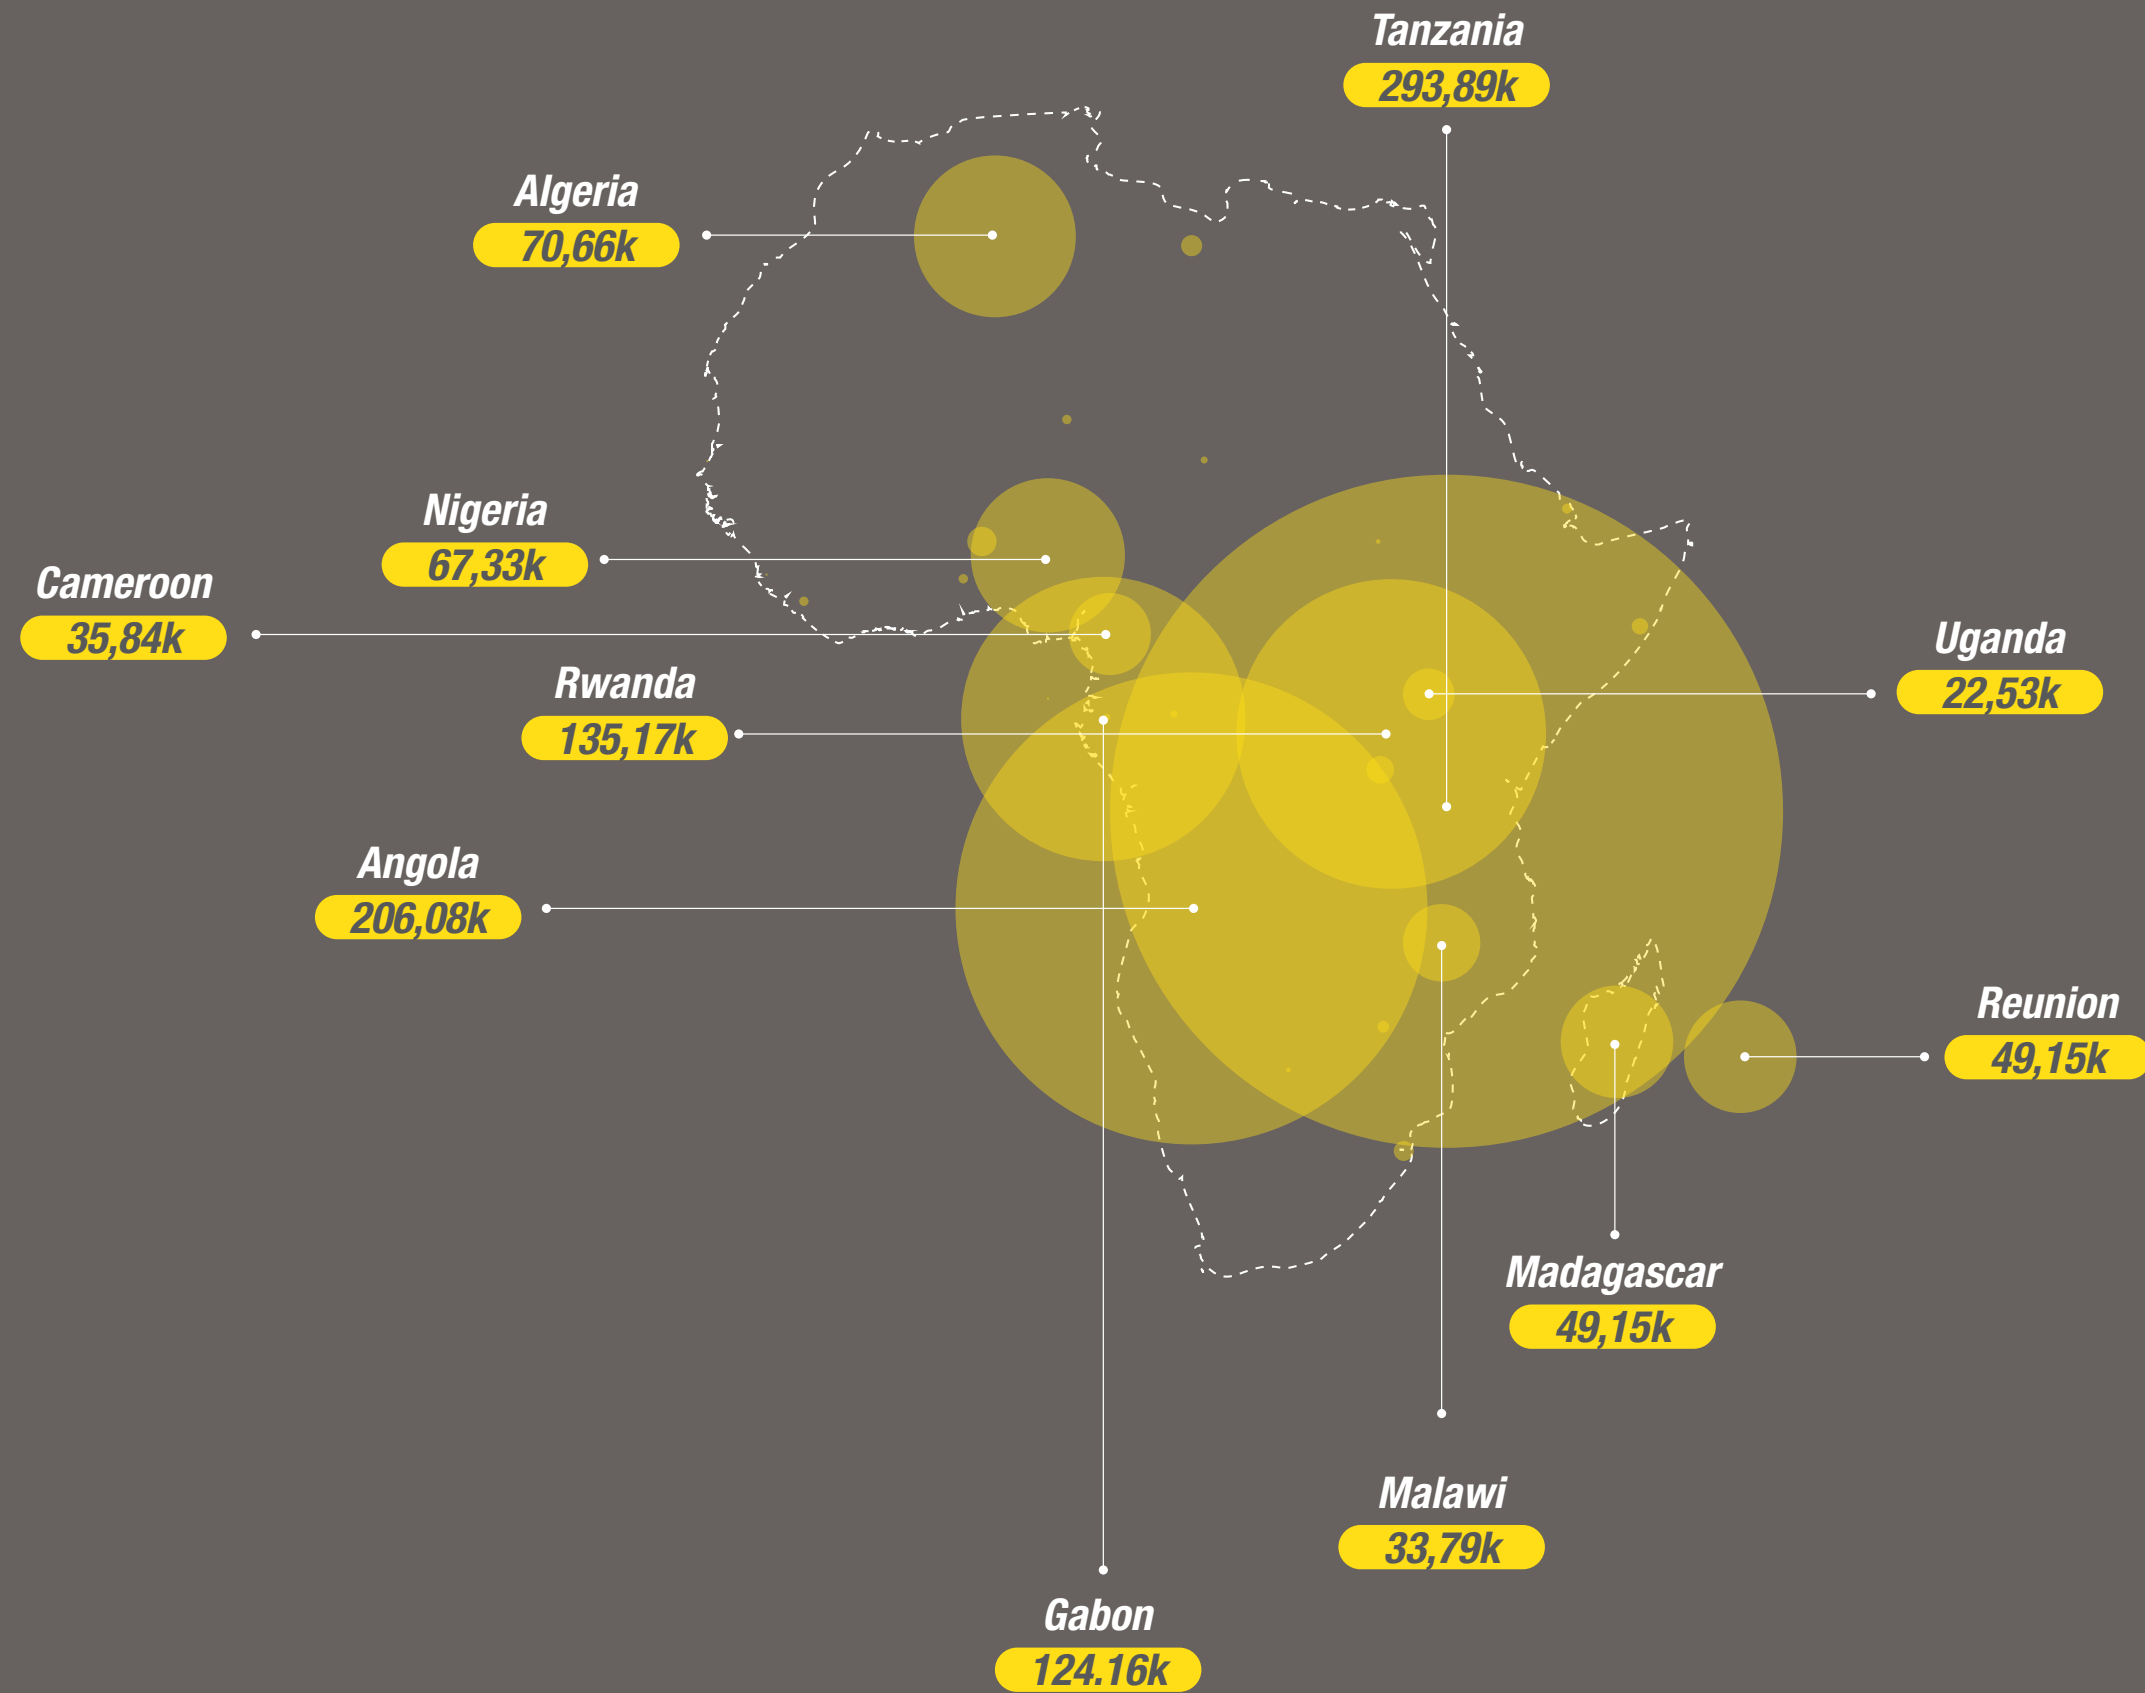 Tanzania
293,89k
Algeria
70,66k
Nigeria
67,33k
Cameroon
35,84k
Uganda
22,53k
Rwanda
135,17k
Angola
206,08k
Reunion
49,15k
Madagascar
49,15k
Malawi
33,79k
Gabon
124.16k